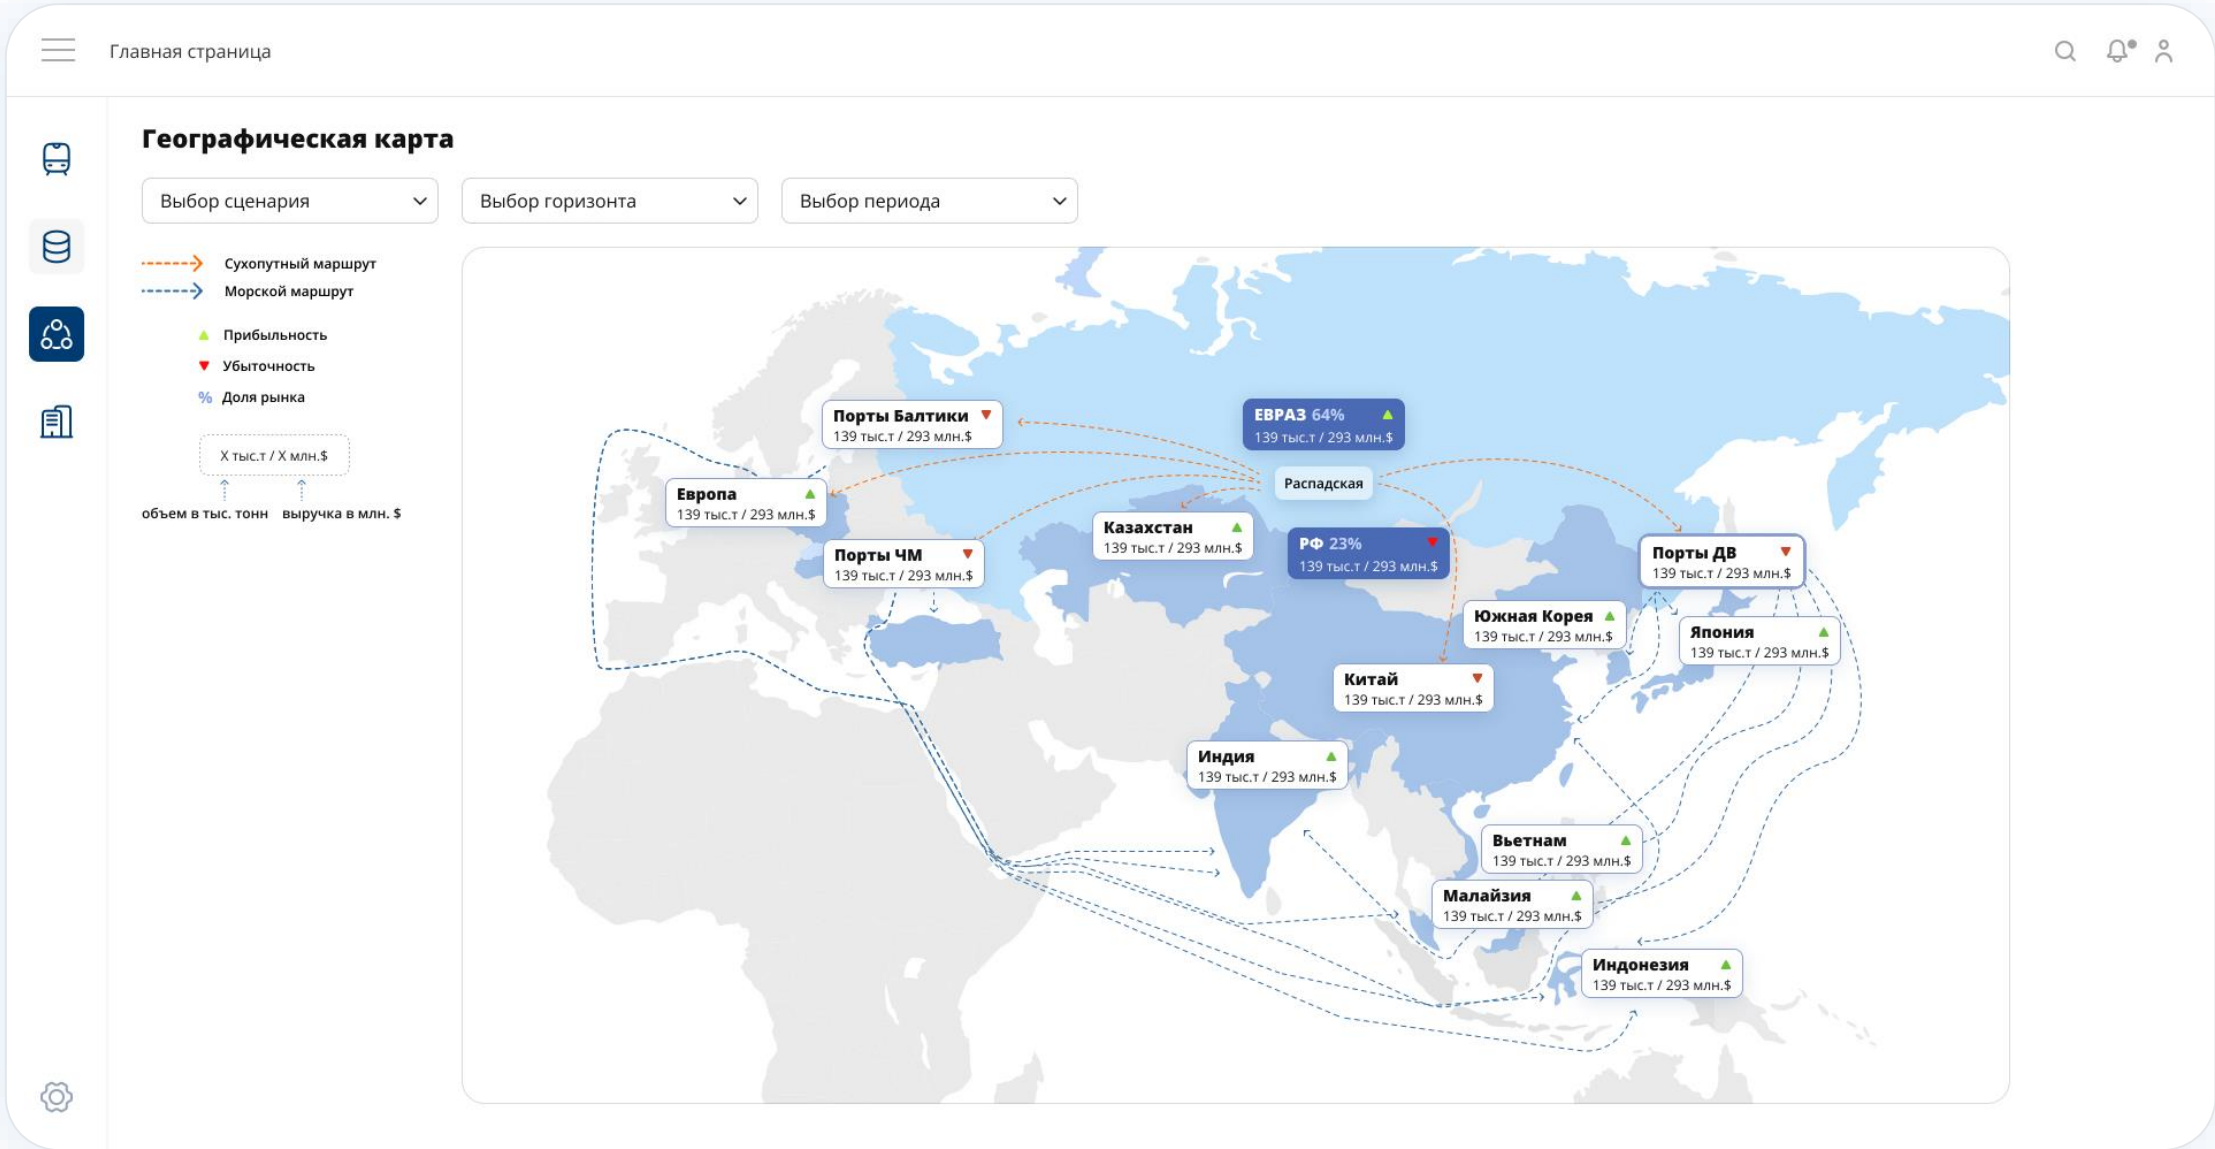 Главная страница
Географическая карта
Выбор сценария
Выбор горизонта
Выбор периода
Сухопутный маршрут
Морской маршрут
Прибыльность
Убыточность
% Доля рынка
X тыс.т / X млн.$
объем в тыс. тонн выручка в млн. $
Порты Балтики
139 тыс.т / 293 млн.$
ЕВРАЗ 64%
139 тыс.т / 293 млн.$
Распадская
Европа
139 тыс.т / 293 млн.$
Казахстан
139 тыс.т / 293 млн.$
РФ 23%
139 тыс.т / 293 млн.$
Порты ЧМ
139 тыс.т / 293 млн.$
Порты ДВ
139 тыс.т / 293 млн.$
Южная Корея
139 тыс.т / 293 млн.$
Япония
139 тыс.т / 293 млн.$
Китай
139 тыс.т / 293 млн.$
Индия
139 тыс.т / 293 млн.$
Вьетнам
139 тыс.т / 293 млн.$
Малайзия
139 тыс.т / 293 млн.$
Индонезия
139 тыс.т / 293 млн.$